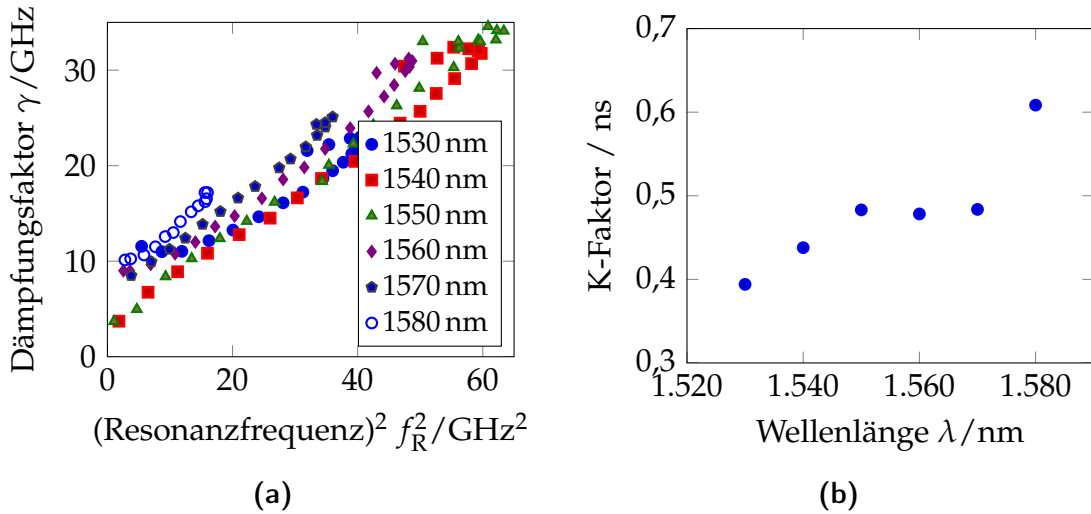 Dämpfungsfaktor γ/GHz
30
20
10
0
0 20 40 60
(Resonanzfrequenz)² f_R²/GHz²
1530 nm
1540 nm
1550 nm
1560 nm
1570 nm
1580 nm
(a)
K-Faktor / ns
0,7
0,6
0,5
0,4
0,3
1.520 1.540 1.560 1.580
Wellenlänge λ/nm
(b)